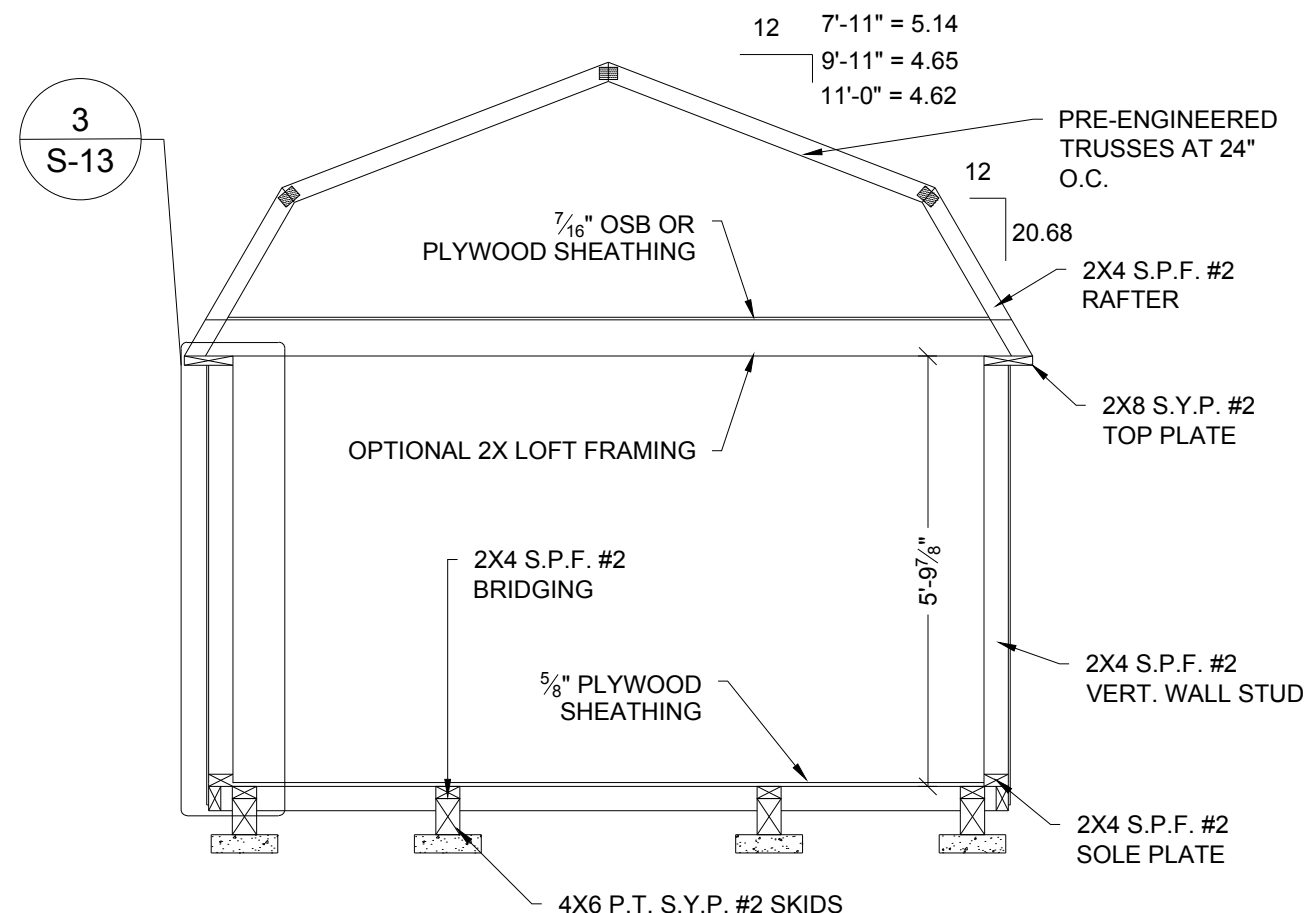 12
7'-11" = 5.14
9'-11" = 4.65
11'-0" = 4.62
3
S-13
PRE-ENGINEERED
TRUSSES AT 24"
O.C.
12
20.68
7⁄16" OSB OR
PLYWOOD SHEATHING
2X4 S.P.F. #2
RAFTER
2X8 S.Y.P. #2
TOP PLATE
OPTIONAL 2X LOFT FRAMING
5'-97⁄8"
2X4 S.P.F. #2
BRIDGING
2X4 S.P.F. #2
VERT. WALL STUD
5⁄8" PLYWOOD
SHEATHING
2X4 S.P.F. #2
SOLE PLATE
4X6 P.T. S.Y.P. #2 SKIDS